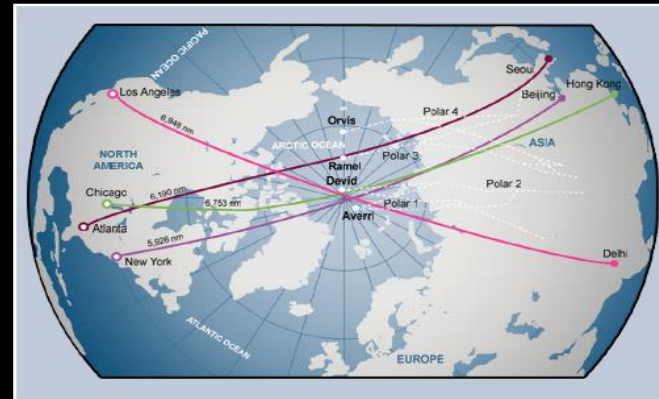 PACIFIC OCEAN
Seoul
Hong Kong
Los Angelas
Beijing
Polar 4
Orvis
6,948 nm
ARCTIC OCEAN
ASIA
Polar 3
NORTH
AMERICA
Ramel
Devid
Polar 2
Chicago
6,190 nm
6,753 nm
Polar 1
Averri
Atlanta
5,926 nm
New York
Delhi
ATLANTIC OCEAN
EUROPE